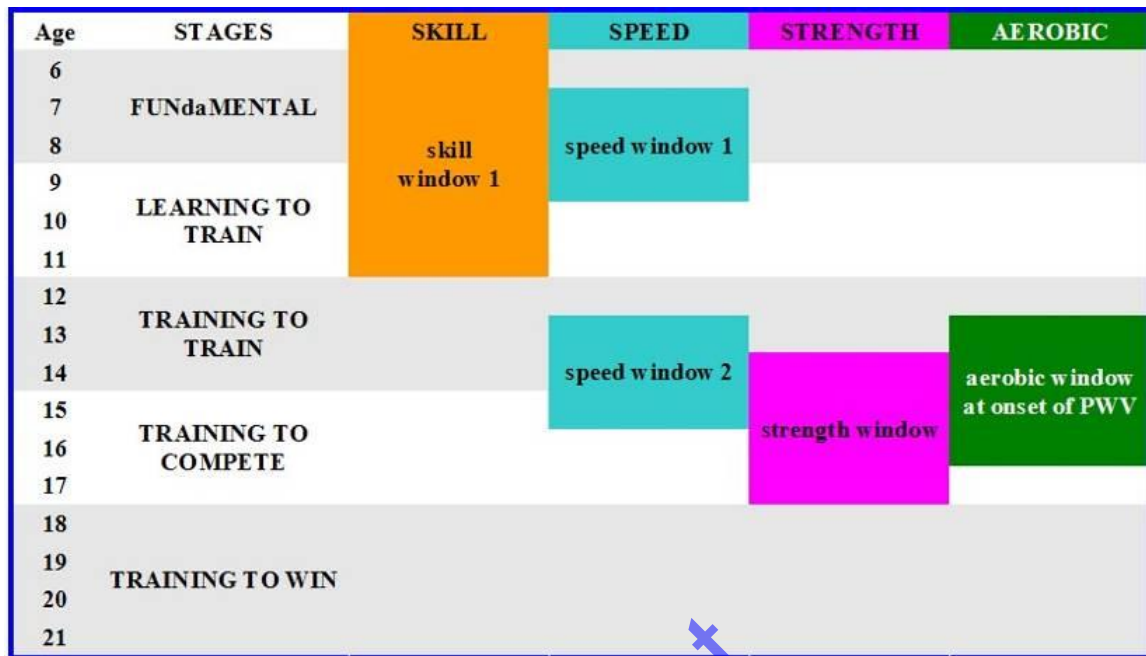 Age STAGES SKILL SPEED STRENGTH AEROBIC
6
7 FUNdaMENTAL
8 skill speed window 1
9 window 1
10 LEARNING TO
TRAIN
11
12
13 TRAINING TO
TRAIN
14 speed window 2 aerobic window
15 at onset of PWV
16 TRAINING TO strength window
COMPETE
17
18
19
TRAINING TO WIN
20
21